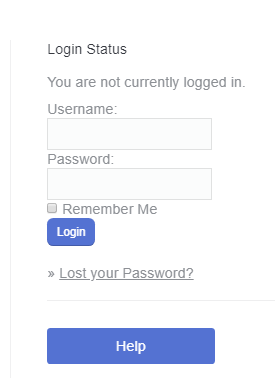 Login Status
You are not currently logged in.
Username:
Password:
Remember Me
Login
» Lost your Password?
Help